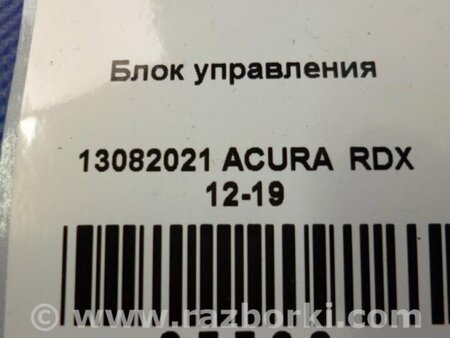 Блок управления
13082021 ACURA RDX
12-19
© www.razborki.com